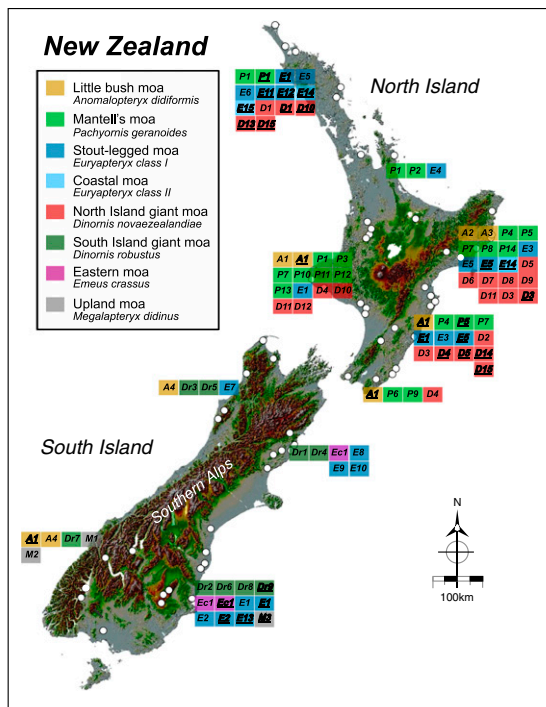 New Zealand
North Island
Little bush moa
Anomalopteryx didiformis
Mantell's moa
Pachyornis geranoides
Stout-legged moa
Euryapteryx class I
Coastal moa
Euryapteryx class II
North Island giant moa
Dinornis novaezealandiae
South Island giant moa
Dinornis robustus
Eastern moa
Emeus crassus
Upland moa
Megalapteryx didinus
P1 P1 E1 E5
E6 E11 E12 E14
E15 D1 D1 D10
D13 D15
P1 P2 E4
A2 A3 P4 P5
P7 P8 P14 E3
E5 E5 E14 D5
D6 D7 D8 D9
D11 D3 D3
A1 A1 P1 P3
P7 P10 P11 P12
P13 E1 D4 D10
D11 D12
A1 P4 P5 P7
E1 E3 E5 D2
D3 D4 D5 D14
D15
A1 P6 P9 D4
A4 Dr3 Dr5 E7
South Island
Southern Alps
Dr1 Dr4 Ec1 E8
E9 E10
A1 A4 Dr7 M1
M2
Dr2 Dr6 Dr8 Dr9
Ec1 Ec1 E1 E1
E2 E2 E13 M3
N
100km